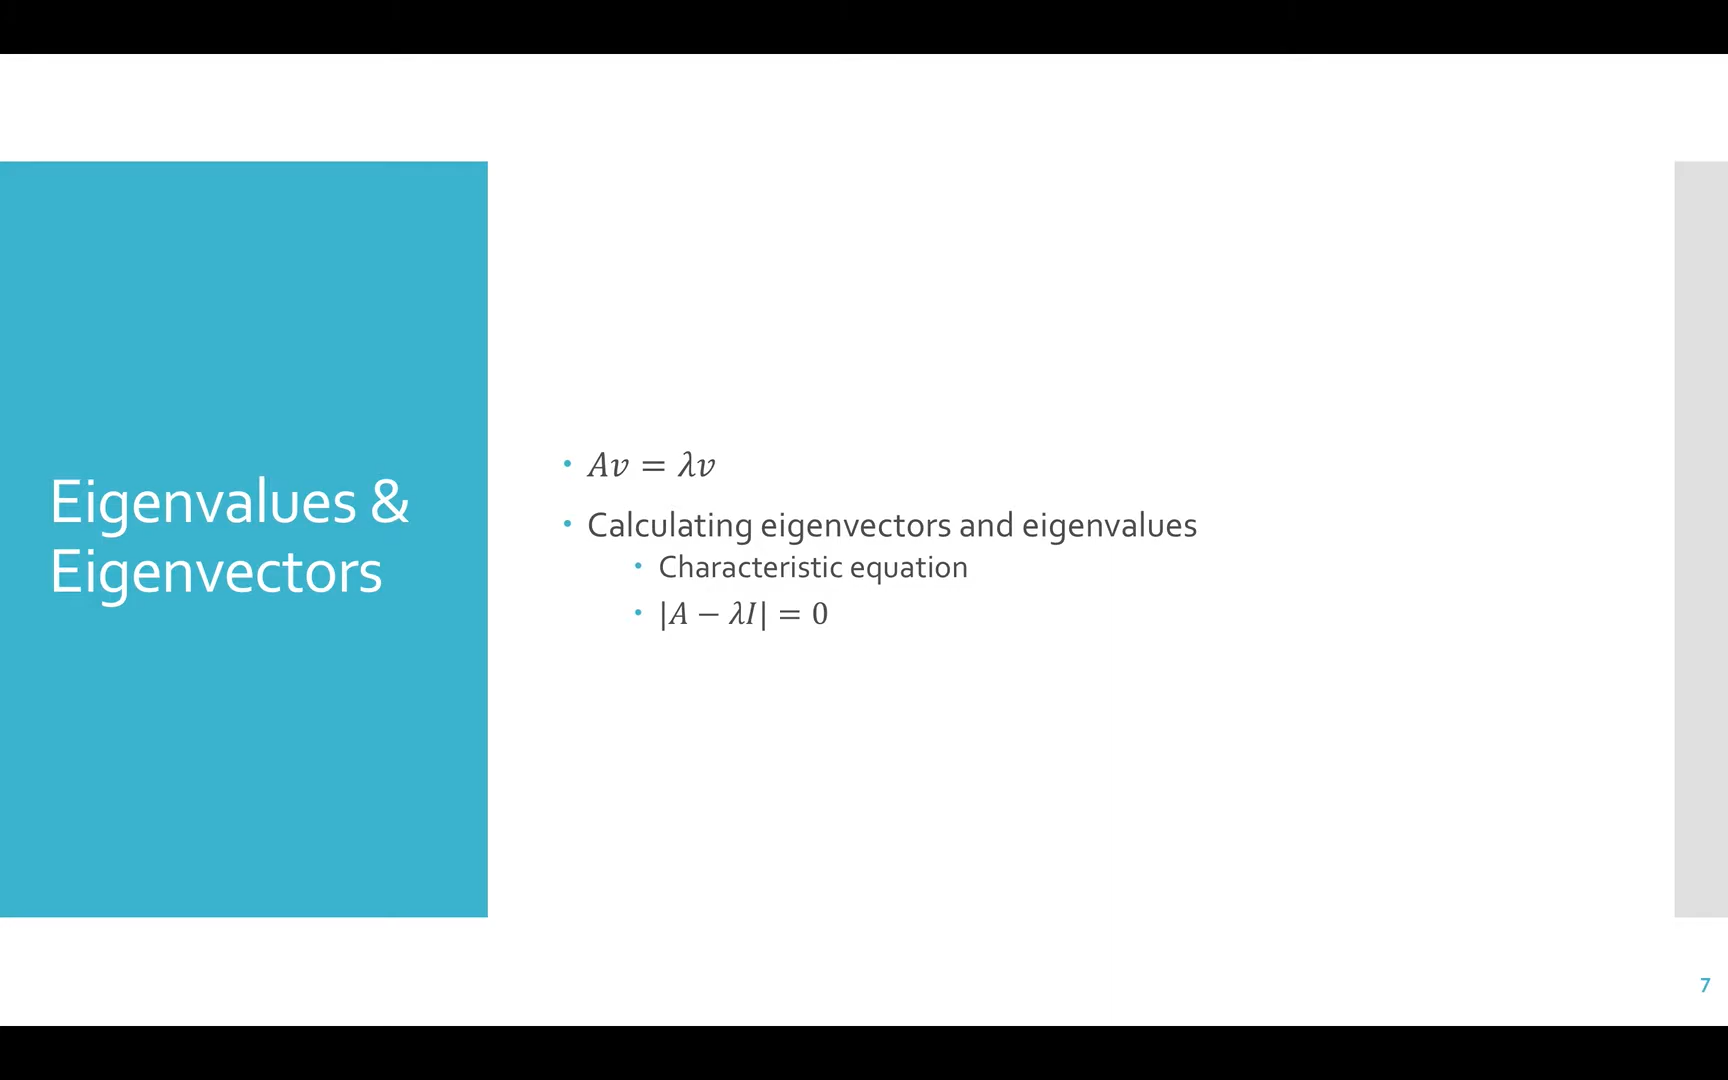 Eigenvalues &
Eigenvectors
• 𝐴𝑣 = 𝜆𝑣
• Calculating eigenvectors and eigenvalues
• Characteristic equation
• |𝐴 − 𝜆𝐼| = 0
7